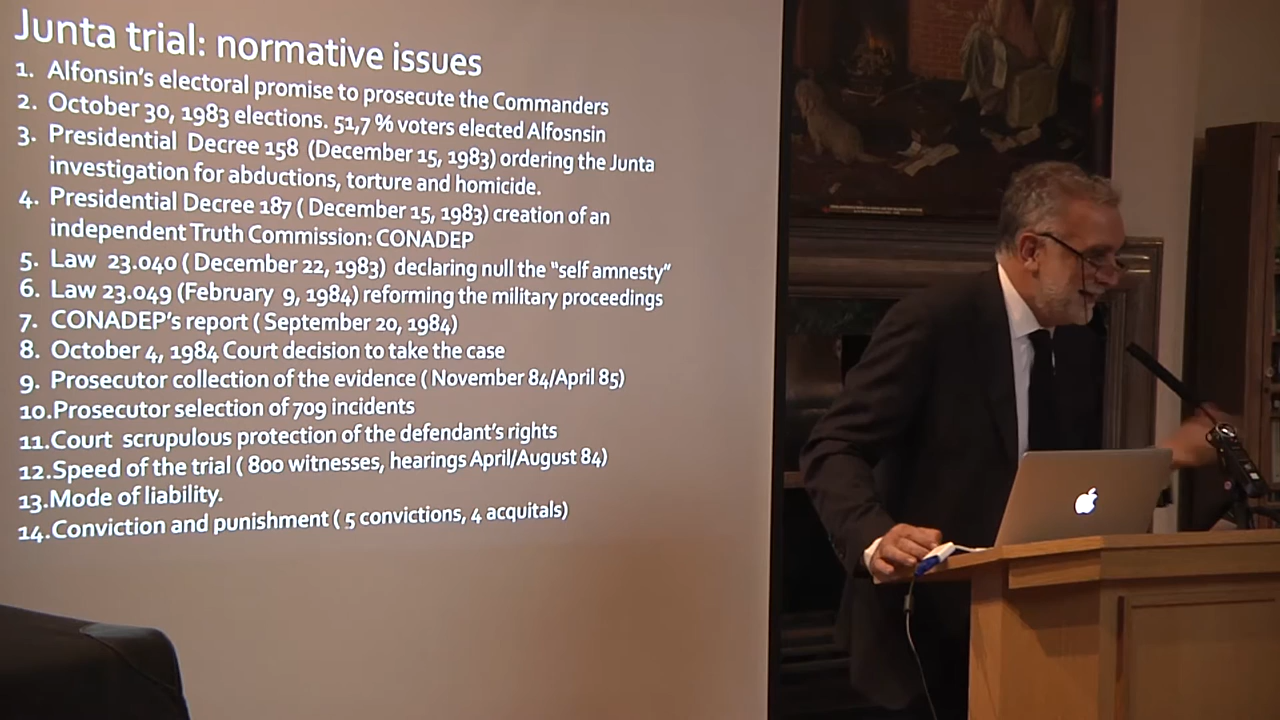 Junta trial: normative issues
1. Alfonsin's electoral promise to prosecute the Commanders
2. October 30, 1983 elections. 51,7 % voters elected Alfosnsin
3. Presidential Decree 158 (December 15, 1983) ordering the Junta
investigation for abductions, torture and homicide.
4. Presidential Decree 187 ( December 15, 1983) creation of an
independent Truth Commission: CONADEP
5. Law 23.040 ( December 22, 1983) declaring null the "self amnesty"
6. Law 23.049 (February 9, 1984) reforming the military proceedings
7. CONADEP's report ( September 20, 1984)
8. October 4, 1984 Court decision to take the case
9. Prosecutor collection of the evidence ( November 84/April 85)
10.Prosecutor selection of 709 incidents
11.Court scrupulous protection of the defendant's rights
12.Speed of the trial ( 800 witnesses, hearings April/August 84)
13.Mode of liability.
14.Conviction and punishment ( 5 convictions, 4 acquitals)